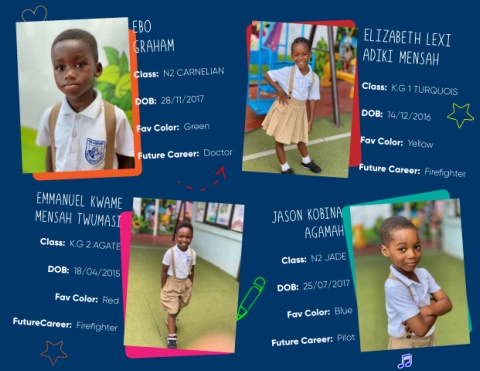 EBO
GRAHAM
Class: N2 CARNELIAN
DOB: 28/11/2017
Fav Color: Green
Future Career: Doctor
ELIZABETH LEXI
ADIKI MENSAH
Class: K.G 1 TURQUOIS
DOB: 14/12/2016
Fav Color: Yellow
Future Career: Firefighter
EMMANUEL KWAME
MENSAH TWUMASI
Class: K.G 2 AGATE
DOB: 18/04/2015
Fav Color: Red
FutureCareer: Firefighter
JASON KOBINA
AGAMAH
Class: N2 JADE
DOB: 25/07/2017
Fav Color: Blue
Future Career: Pilot